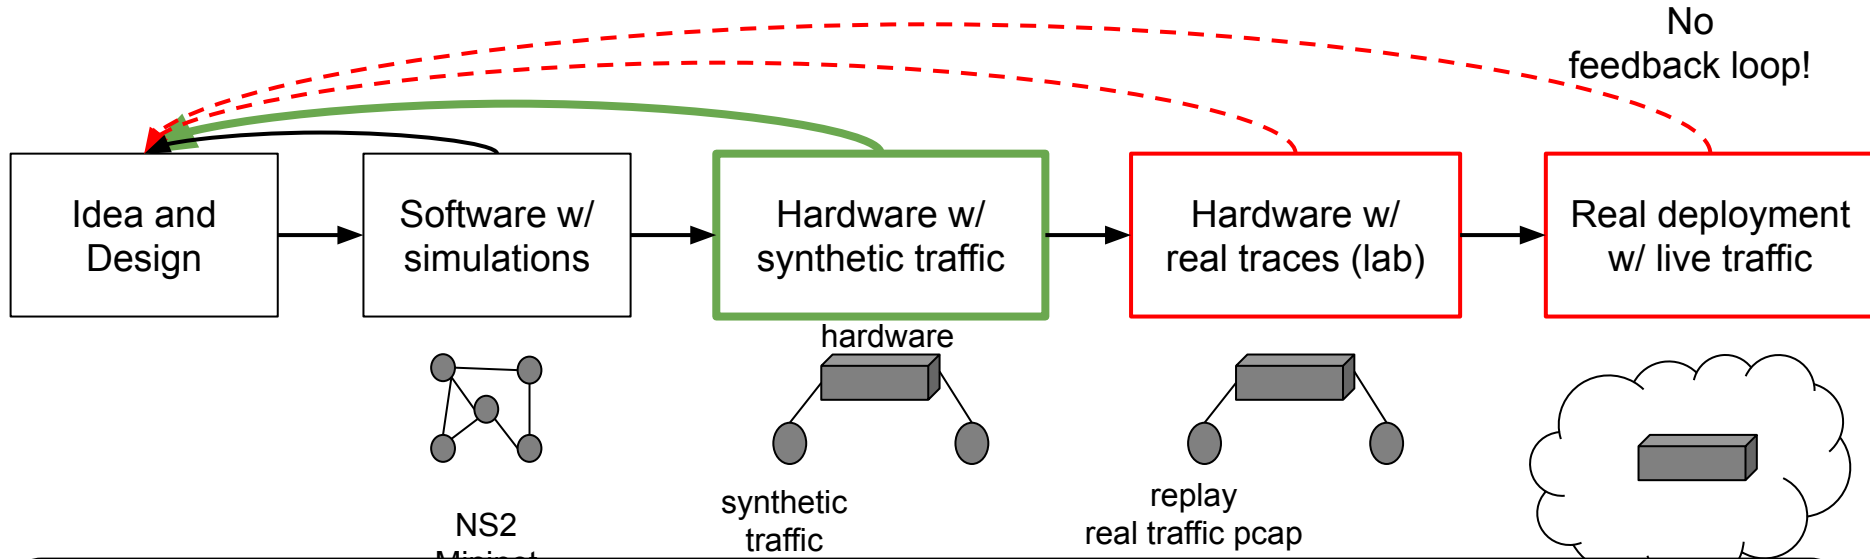 No
feedback loop!
Idea and
Design
Software w/
simulations
Hardware w/
synthetic traffic
Hardware w/
real traces (lab)
Real deployment
w/ live traffic
hardware
NS2
synthetic
traffic
replay
real traffic pcap